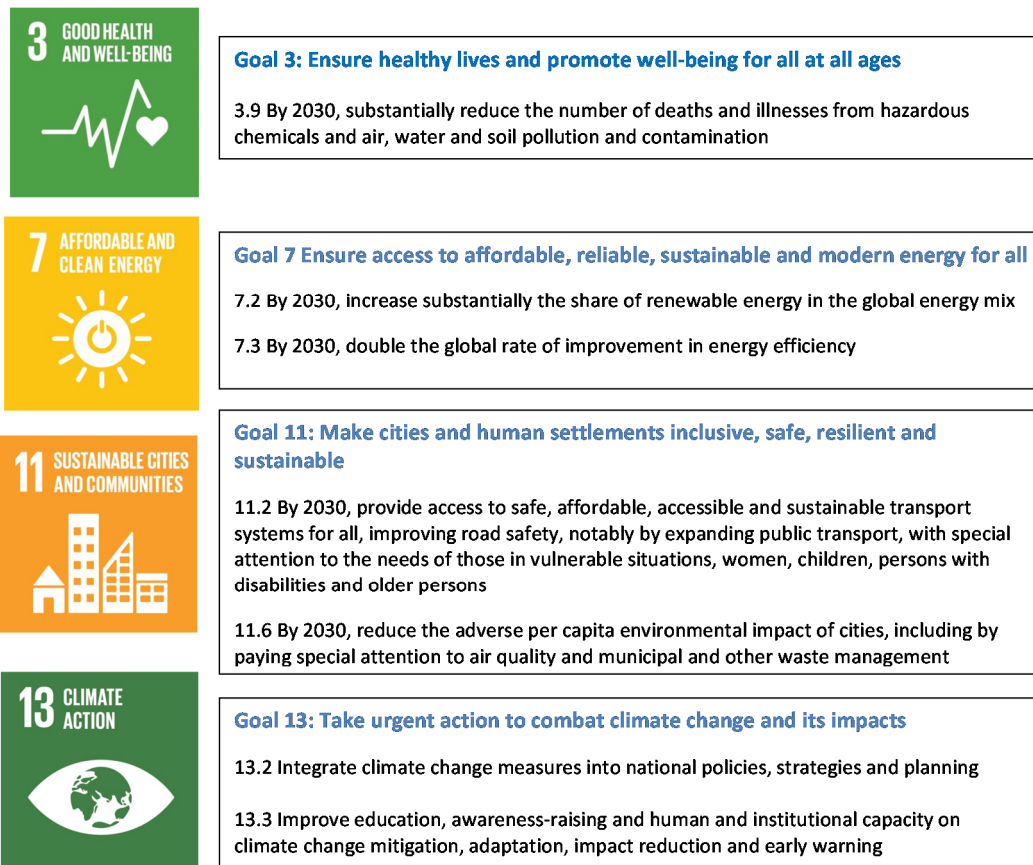 3 GOOD HEALTH
AND WELL-BEING
Goal 3: Ensure healthy lives and promote well-being for all at all ages
3.9 By 2030, substantially reduce the number of deaths and illnesses from hazardous
chemicals and air, water and soil pollution and contamination
7 AFFORDABLE AND
CLEAN ENERGY
Goal 7 Ensure access to affordable, reliable, sustainable and modern energy for all
7.2 By 2030, increase substantially the share of renewable energy in the global energy mix
7.3 By 2030, double the global rate of improvement in energy efficiency
11 SUSTAINABLE CITIES
AND COMMUNITIES
Goal 11: Make cities and human settlements inclusive, safe, resilient and
sustainable
11.2 By 2030, provide access to safe, affordable, accessible and sustainable transport
systems for all, improving road safety, notably by expanding public transport, with special
attention to the needs of those in vulnerable situations, women, children, persons with
disabilities and older persons
11.6 By 2030, reduce the adverse per capita environmental impact of cities, including by
paying special attention to air quality and municipal and other waste management
13 CLIMATE
ACTION
Goal 13: Take urgent action to combat climate change and its impacts
13.2 Integrate climate change measures into national policies, strategies and planning
13.3 Improve education, awareness-raising and human and institutional capacity on
climate change mitigation, adaptation, impact reduction and early warning